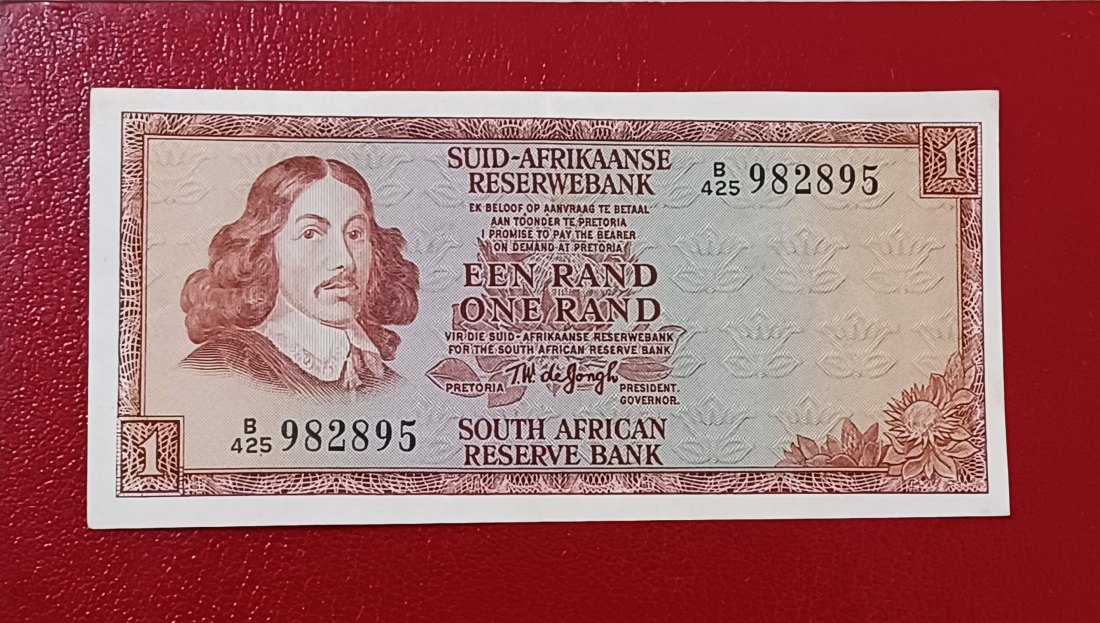 1
SUID-AFRIKAANSE
RESERWEBANK
B/425 982895
EK BELOOF OP AANVRAAG TE BETAAL
AAN TOONDER TE PRETORIA
I PROMISE TO PAY THE BEARER
ON DEMAND AT PRETORIA
EEN RAND
ONE RAND
VIR DIE SUID-AFRIKAANSE RESERWEBANK
FOR THE SOUTH AFRICAN RESERVE BANK
T.W. de Jongh
PRETORIA
PRESIDENT.
GOVERNOR.
B/425 982895
SOUTH AFRICAN
RESERVE BANK
1